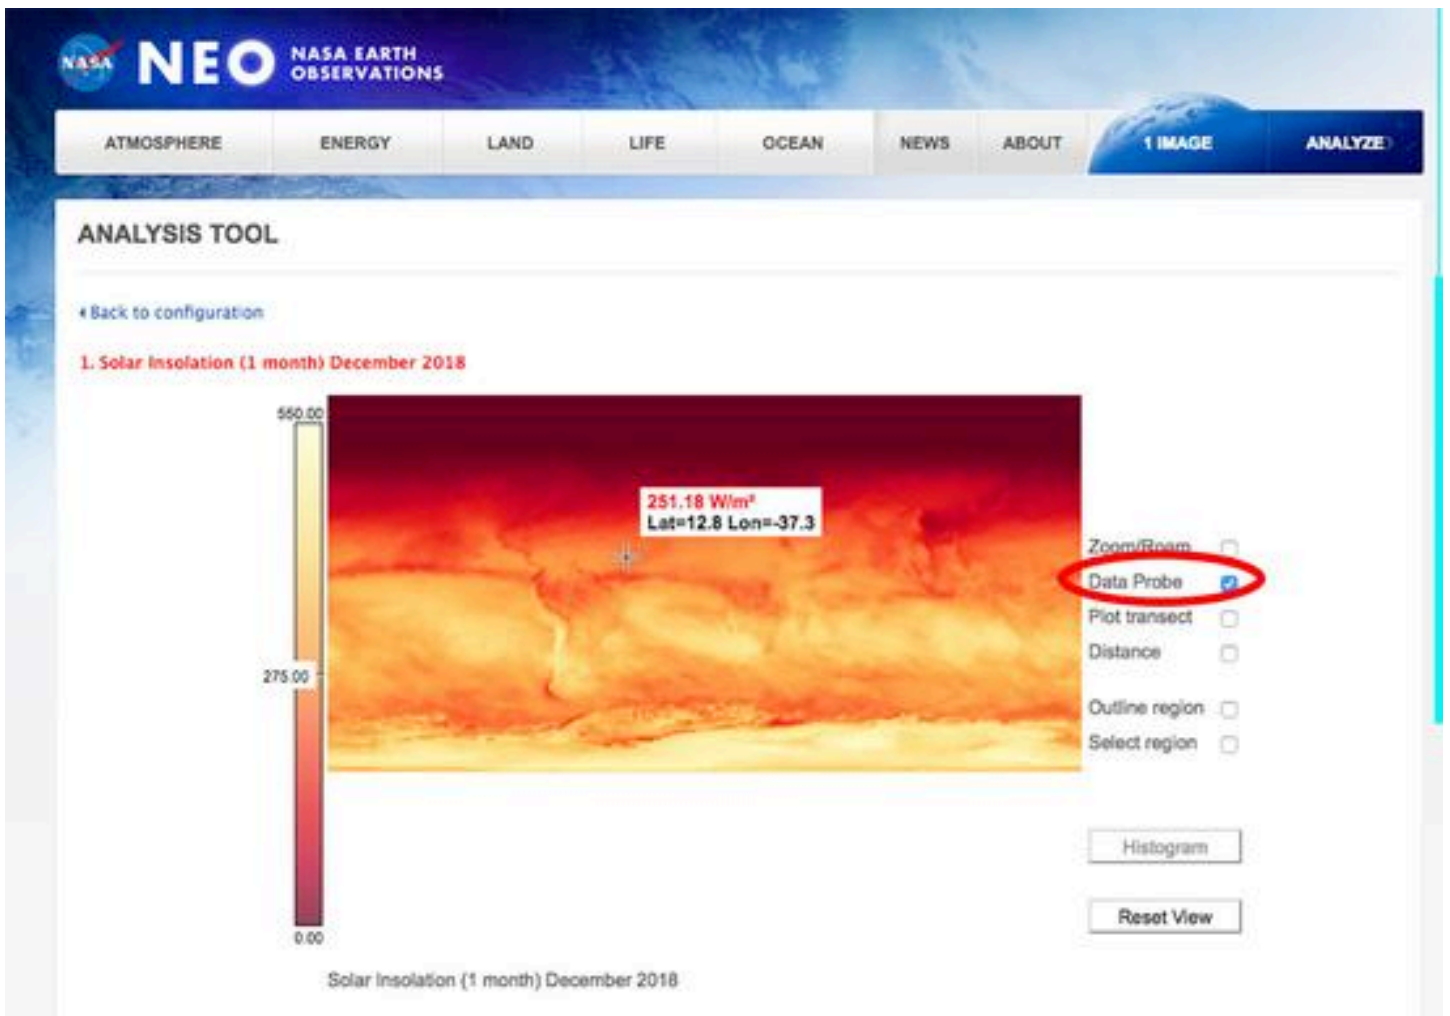 NASA
NEO
NASA EARTH
OBSERVATIONS
ATMOSPHERE ENERGY LAND LIFE OCEAN NEWS ABOUT 1 IMAGE ANALYZE
ANALYSIS TOOL
Back to configuration
1. Solar Insolation (1 month) December 2018
550.00
251.18 W/m²
Lat=12.8 Lon=-37.3
Zoom/Roam
Data Probe
Plot transect
Distance
275.00
Outline region
Select region
Histogram
Reset View
0.00
Solar Insolation (1 month) December 2018